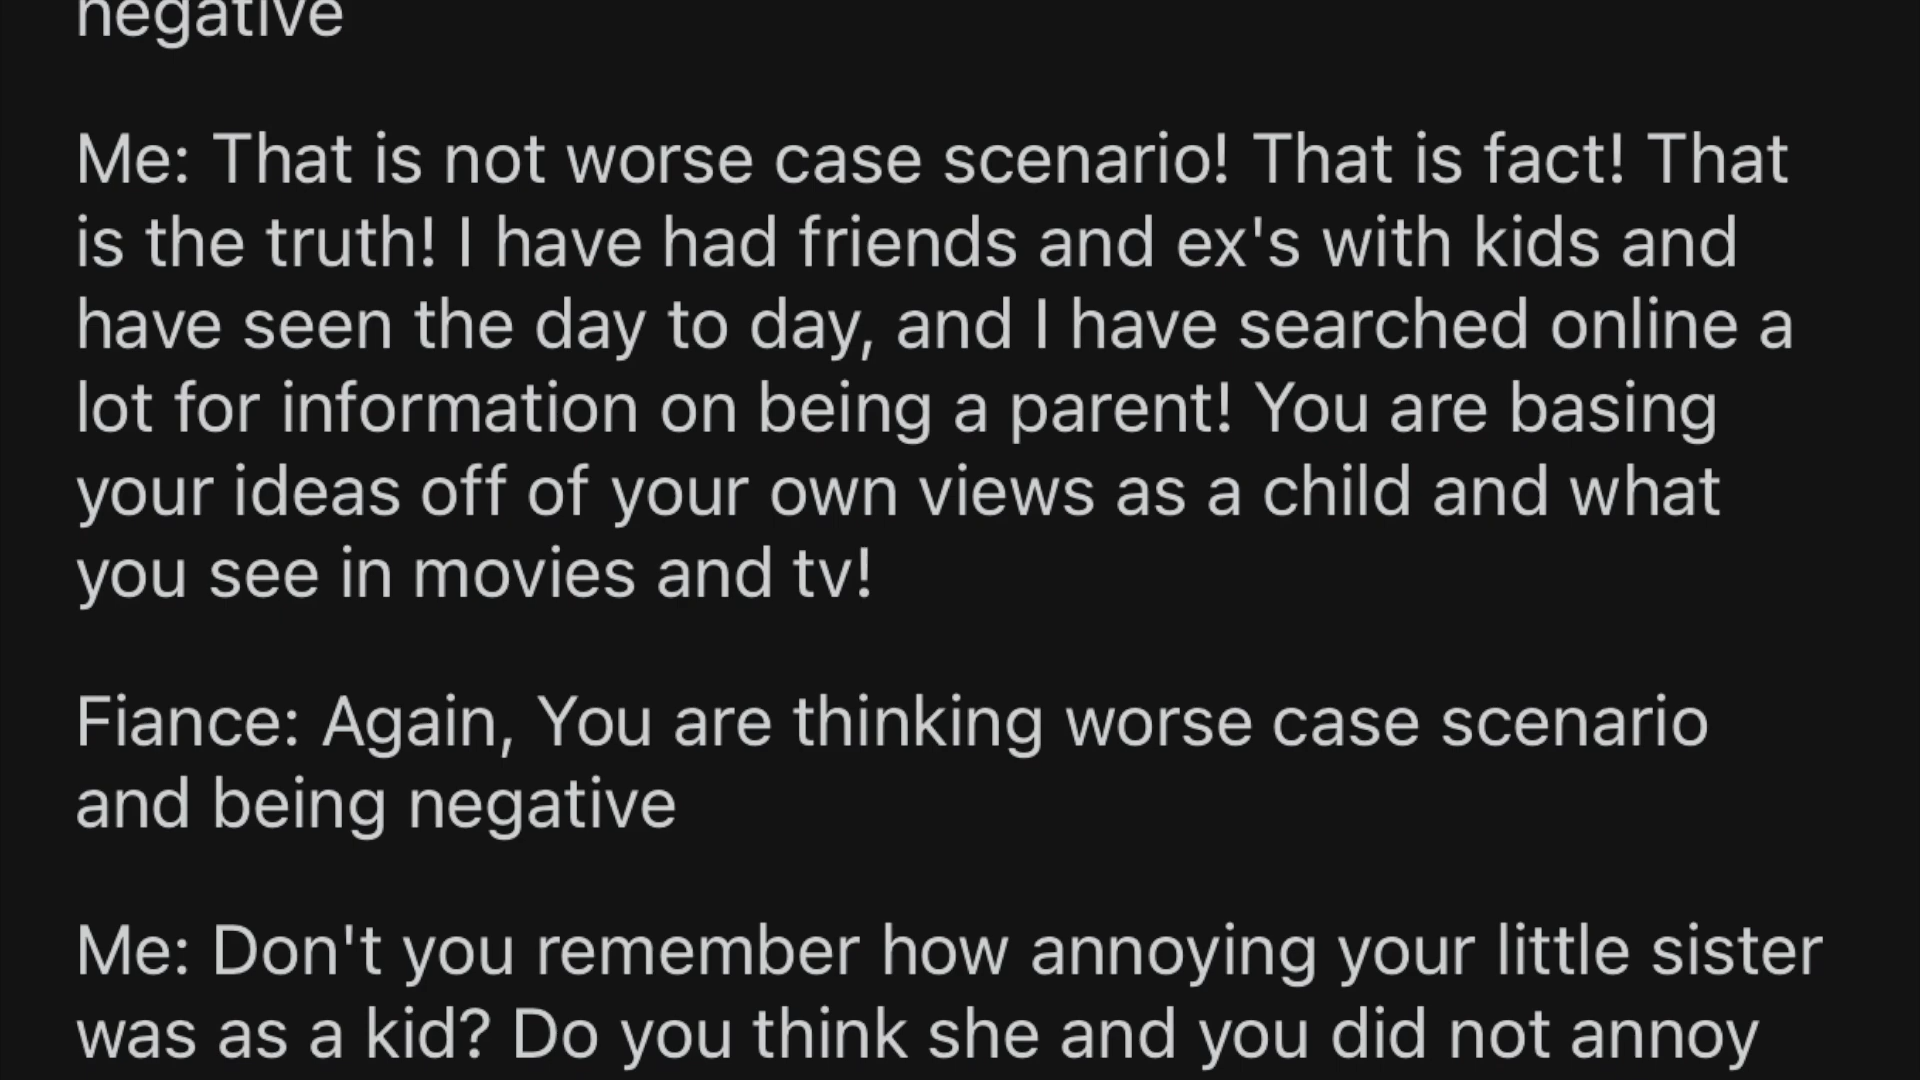 negative
Me: That is not worse case scenario! That is fact! That
is the truth! I have had friends and ex's with kids and
have seen the day to day, and I have searched online a
lot for information on being a parent! You are basing
your ideas off of your own views as a child and what
you see in movies and tv!
Fiance: Again, You are thinking worse case scenario
and being negative
Me: Don't you remember how annoying your little sister
was as a kid? Do you think she and you did not annoy